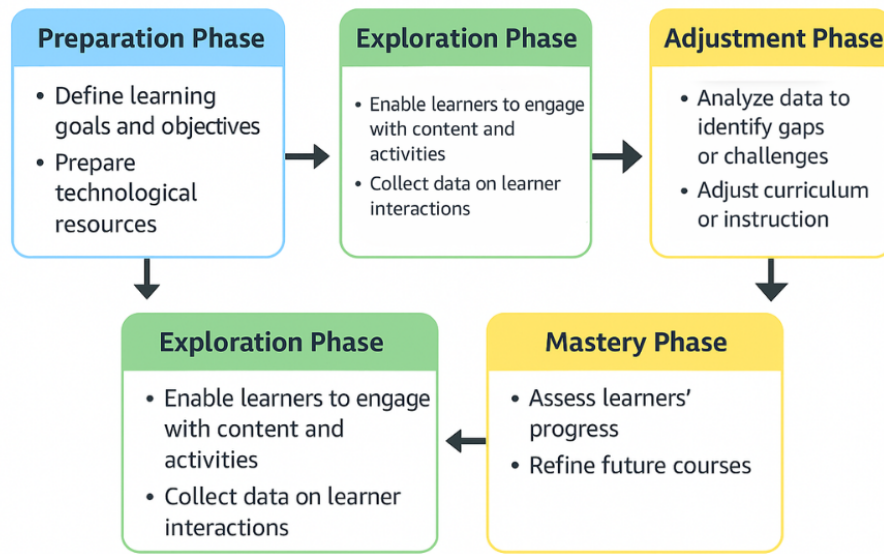 Preparation Phase
• Define learning
goals and objectives
• Prepare
technological
resources
Exploration Phase
• Enable learners to engage
with content and
activities
• Collect data on learner
interactions
Adjustment Phase
• Analyze data to
identify gaps
or challenges
• Adjust curriculum
or instruction
Exploration Phase
• Enable learners to engage
with content and
activities
• Collect data on learner
interactions
Mastery Phase
• Assess learners’
progress
• Refine future courses